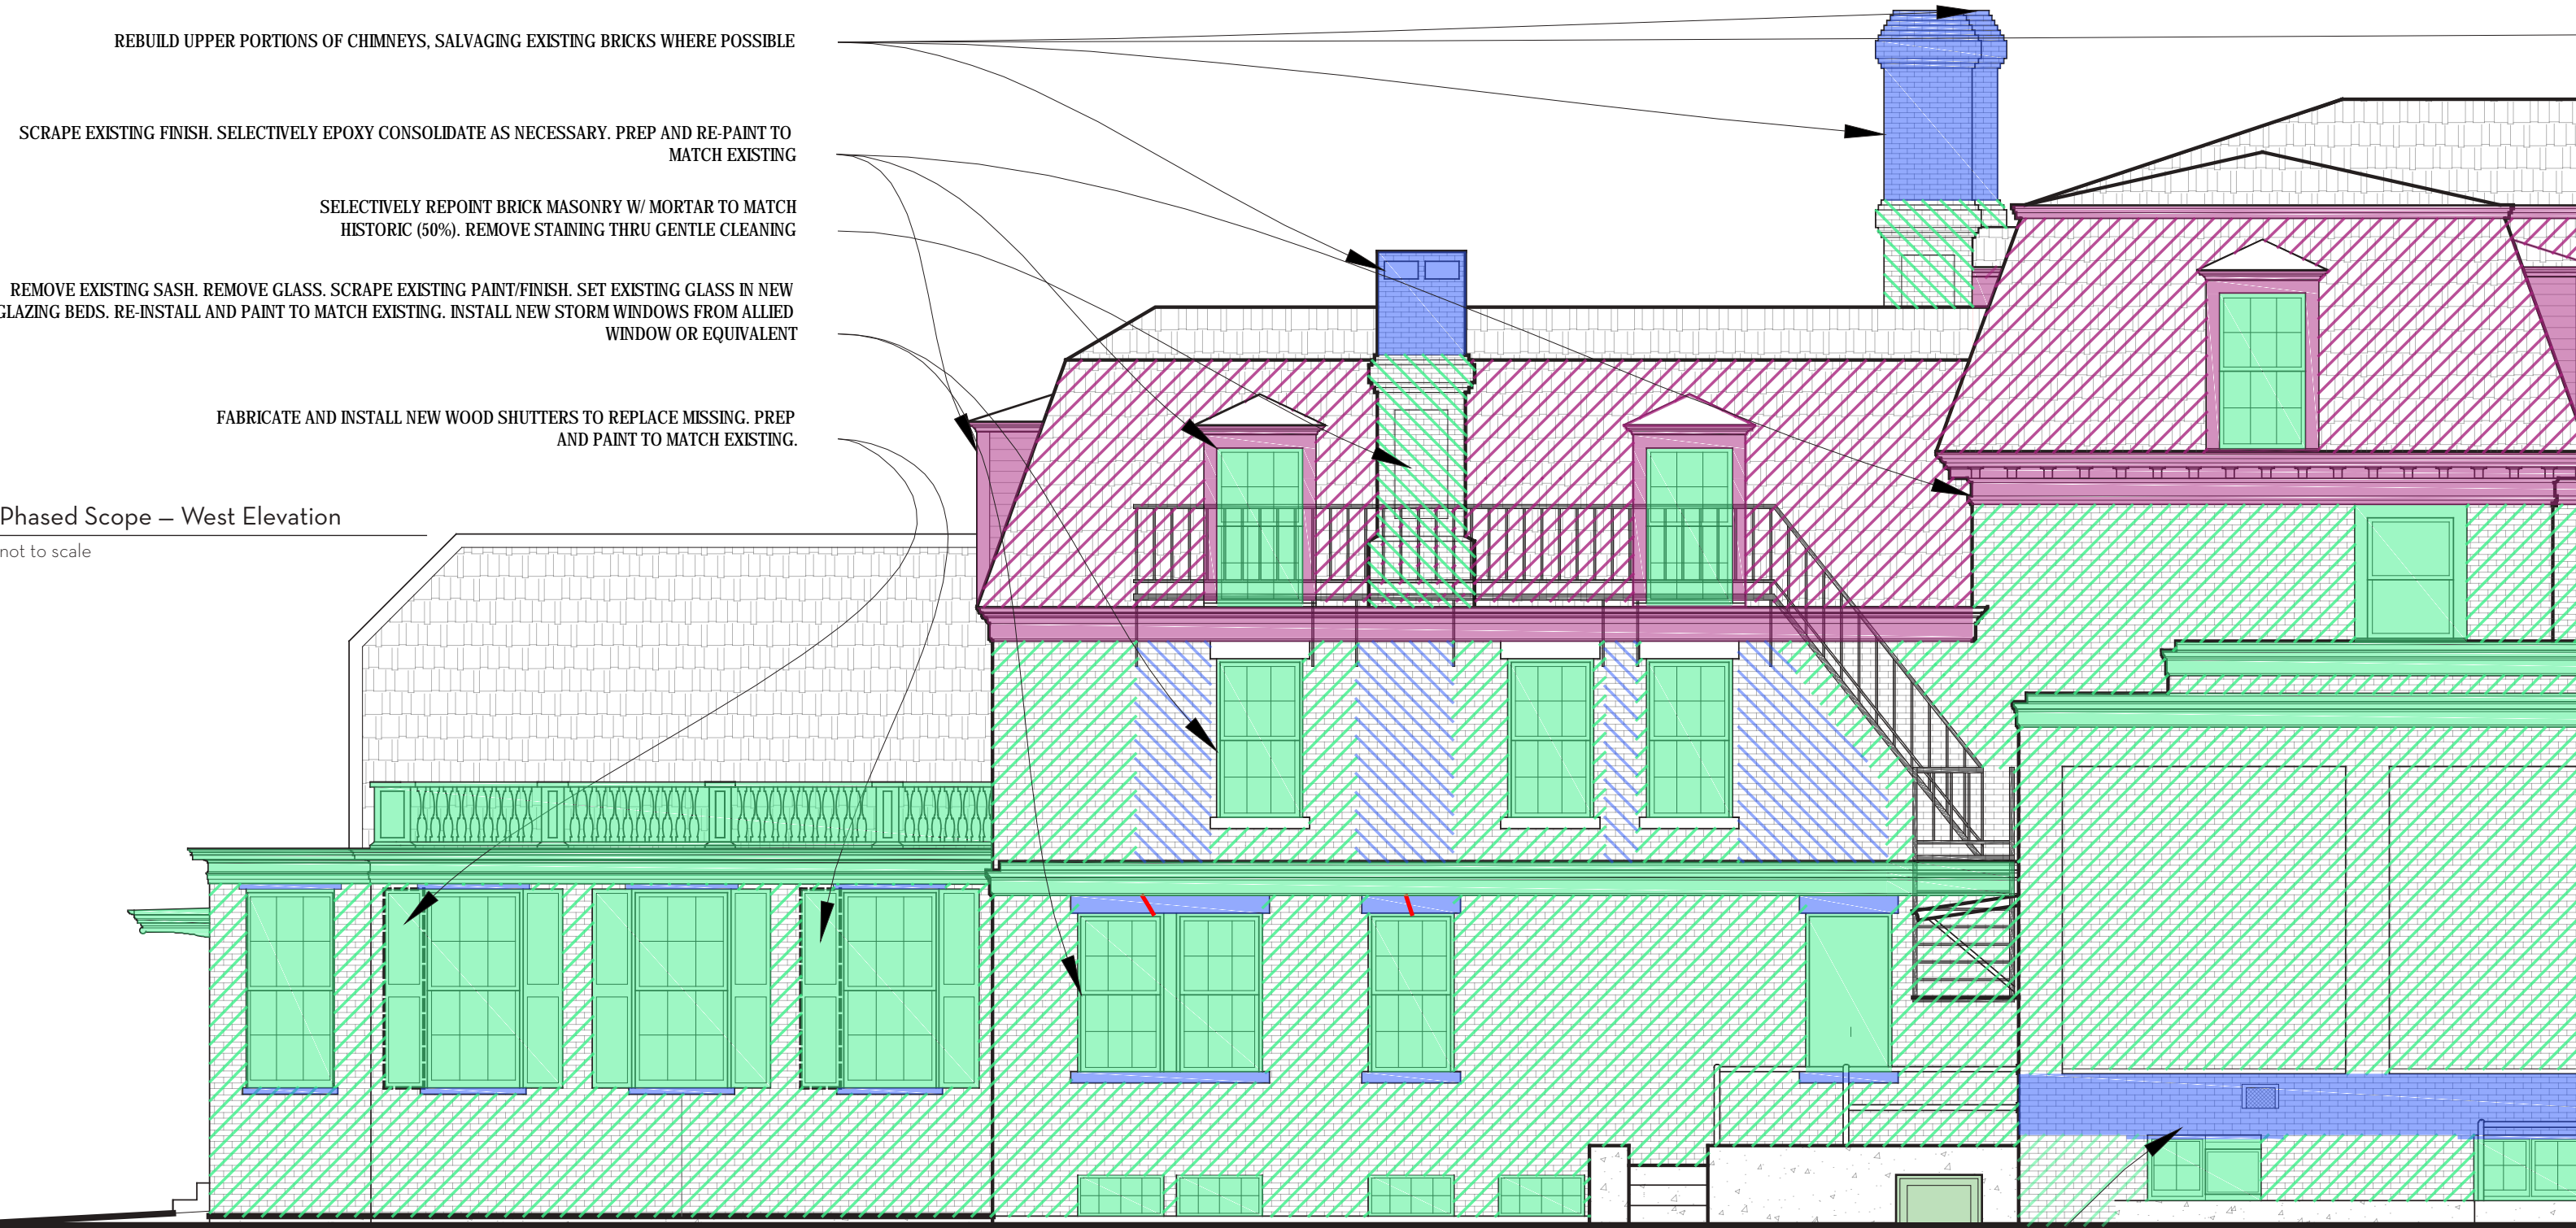 REBUILD UPPER PORTIONS OF CHIMNEYS, SALVAGING EXISTING BRICKS WHERE POSSIBLE
SCRAPE EXISTING FINISH. SELECTIVELY EPOXY CONSOLIDATE AS NECESSARY. PREP AND RE-PAINT TO
MATCH EXISTING
SELECTIVELY REPOINT BRICK MASONRY W/ MORTAR TO MATCH
HISTORIC (50%). REMOVE STAINING THRU GENTLE CLEANING
REMOVE EXISTING SASH. REMOVE GLASS. SCRAPE EXISTING PAINT/FINISH. SET EXISTING GLASS IN NEW
GLAZING BEDS. RE-INSTALL AND PAINT TO MATCH EXISTING. INSTALL NEW STORM WINDOWS FROM ALLIED
WINDOW OR EQUIVALENT
FABRICATE AND INSTALL NEW WOOD SHUTTERS TO REPLACE MISSING. PREP
AND PAINT TO MATCH EXISTING.
Phased Scope – West Elevation
not to scale